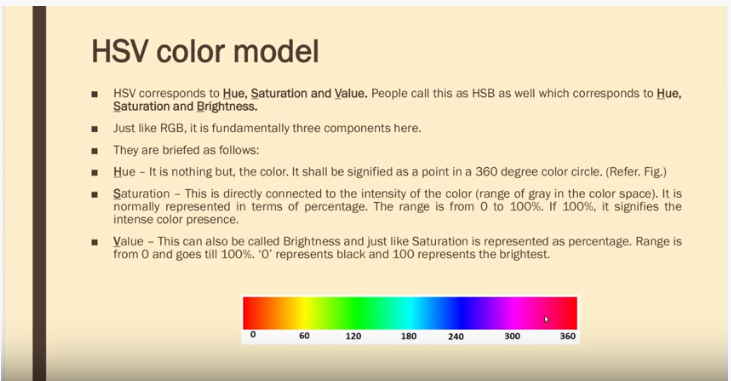 HSV color model
■ HSV corresponds to Hue, Saturation and Value. People call this as HSB as well which corresponds to Hue,
Saturation and Brightness.
■ Just like RGB, it is fundamentally three components here.
■ They are briefed as follows:
■ Hue – It is nothing but, the color. It shall be signified as a point in a 360 degree color circle. (Refer. Fig.)
■ Saturation – This is directly connected to the intensity of the color (range of gray in the color space). It is
normally represented in terms of percentage. The range is from 0 to 100%. If 100%, it signifies the
intense color presence.
■ Value – This can also be called Brightness and just like Saturation is represented as percentage. Range is
from 0 and goes till 100%. ‘0’ represents black and 100 represents the brightest.
0 60 120 180 240 300 360